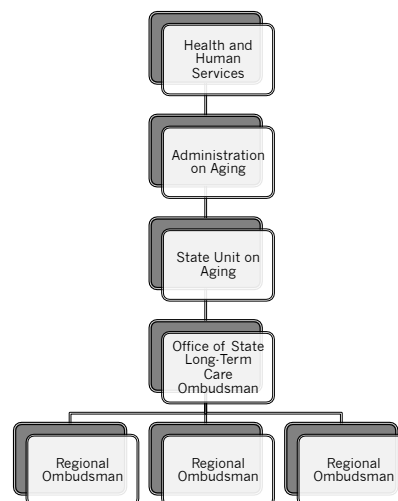 Health and
Human
Services
Administration
on Aging
State Unit on
Aging
Office of State
Long-Term
Care
Ombudsman
Regional
Ombudsman
Regional
Ombudsman
Regional
Ombudsman